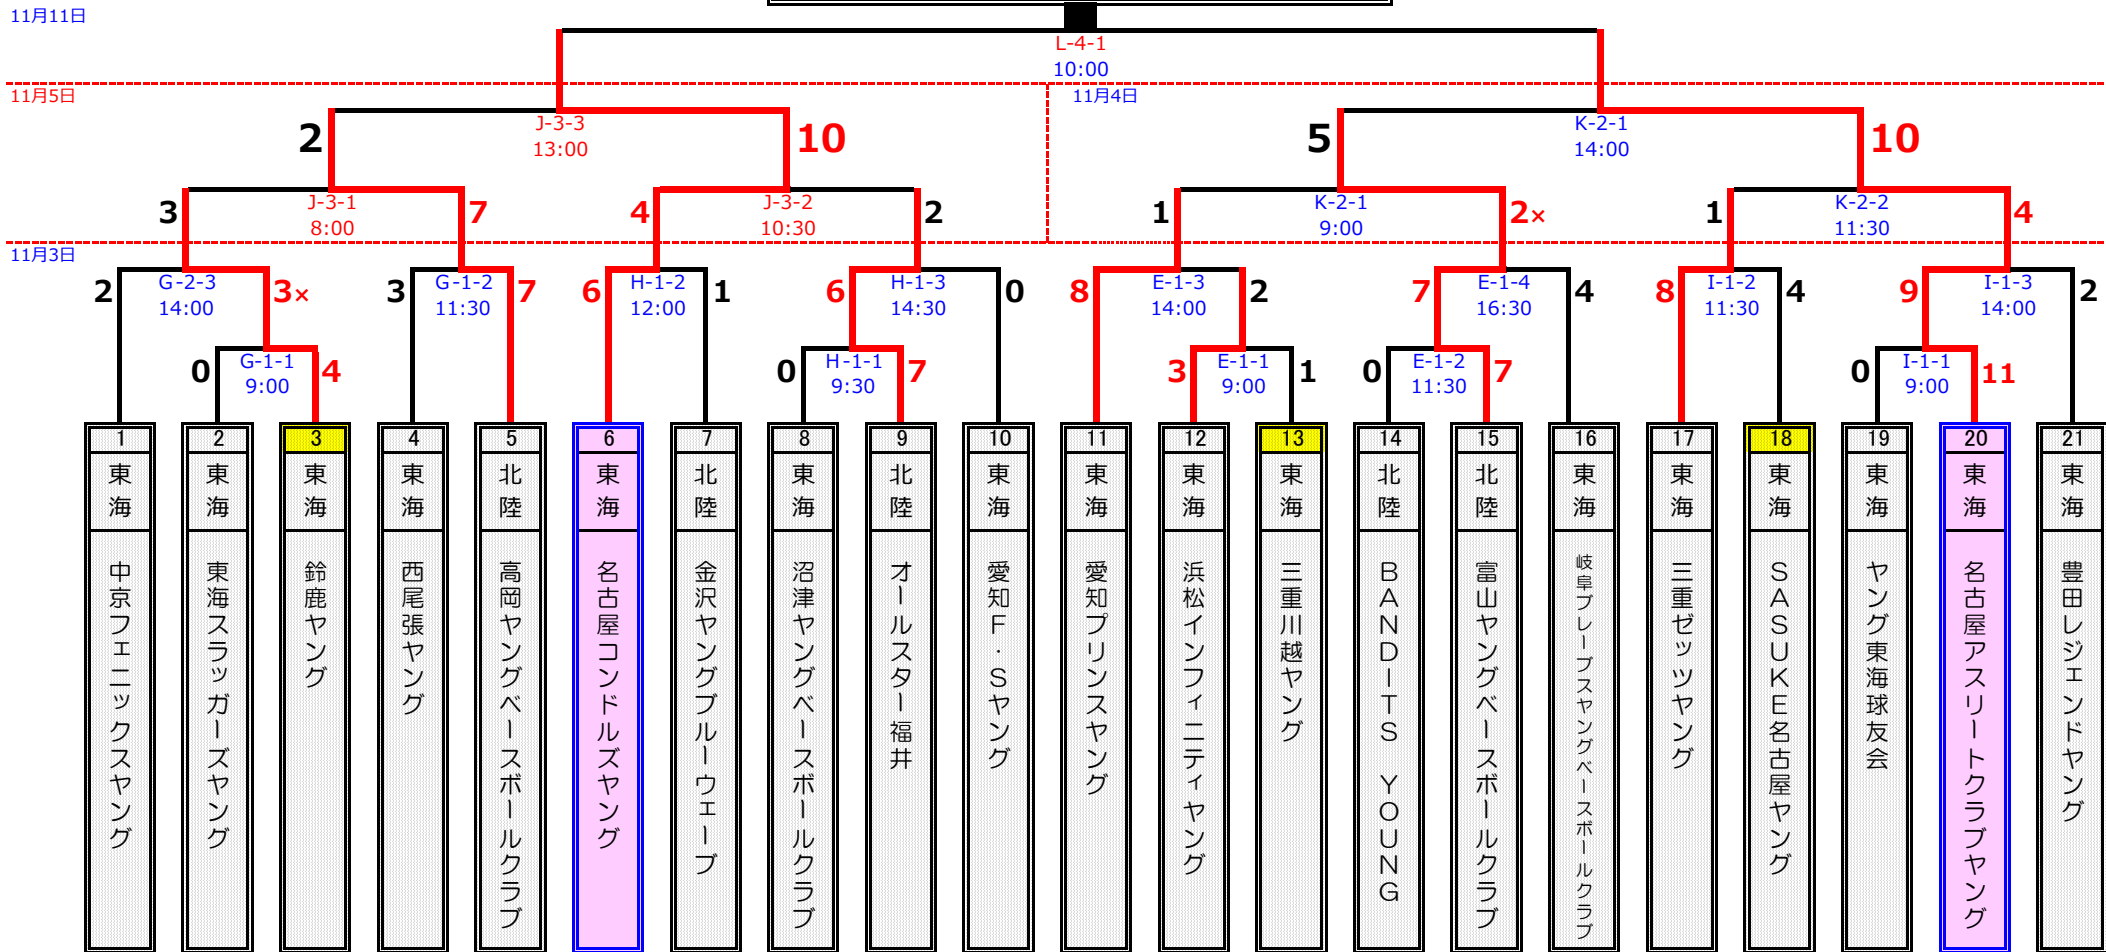 11月11日
L-4-1
10:00
11月5日
11月4日
2
J-3-3
13:00
10
5
K-2-1
14:00
10
3
J-3-1
8:00
7
4
J-3-2
10:30
2
1
K-2-1
9:00
2×
1
K-2-2
11:30
4
11月3日
2
G-2-3
14:00
3×
3
G-1-2
11:30
7
6
H-1-2
12:00
1
6
H-1-3
14:30
0
8
E-1-3
14:00
2
7
E-1-4
16:30
4
8
I-1-2
11:30
4
9
I-1-3
14:00
2
0
G-1-1
9:00
4
0
H-1-1
9:30
7
3
E-1-1
9:00
1
0
E-1-2
11:30
7
0
I-1-1
9:00
11
1
東海
中京フェニックスヤング
2
東海
東海スラッガーズヤング
3
東海
鈴鹿ヤング
4
東海
西尾張ヤング
5
北陸
高岡ヤングベースボールクラブ
6
東海
名古屋コンドルズヤング
7
北陸
金沢ヤングブルーウェーブ
8
東海
沼津ヤングベースボールクラブ
9
北陸
オールスター福井
10
東海
愛知F.Sヤング
11
東海
愛知プリンスヤング
12
東海
浜松インフィニティヤング
13
東海
三重川越ヤング
14
北陸
BANDITS YOUNG
15
北陸
富山ヤングベースボールクラブ
16
東海
岐阜ブレーブスヤングベースボールクラブ
17
東海
三重ゼッツヤング
18
東海
SASUKE名古屋ヤング
19
東海
ヤング東海球友会
20
東海
名古屋アスリートクラブヤング
21
東海
豊田レジェンドヤング